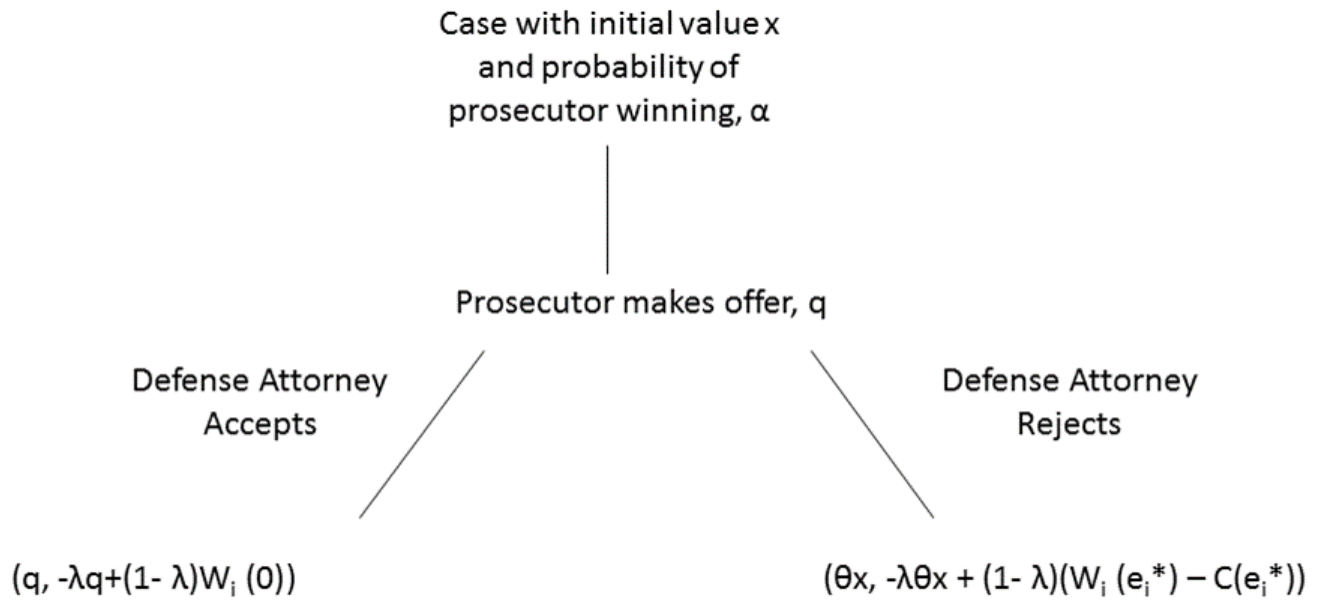 Case with initial value x
and probability of
prosecutor winning, α
Prosecutor makes offer, q
Defense Attorney
Accepts
Defense Attorney
Rejects
(q, -λq+(1- λ)Wᵢ (0))
(θx, -λθx + (1- λ)(Wᵢ (eᵢ*) – C(eᵢ*))